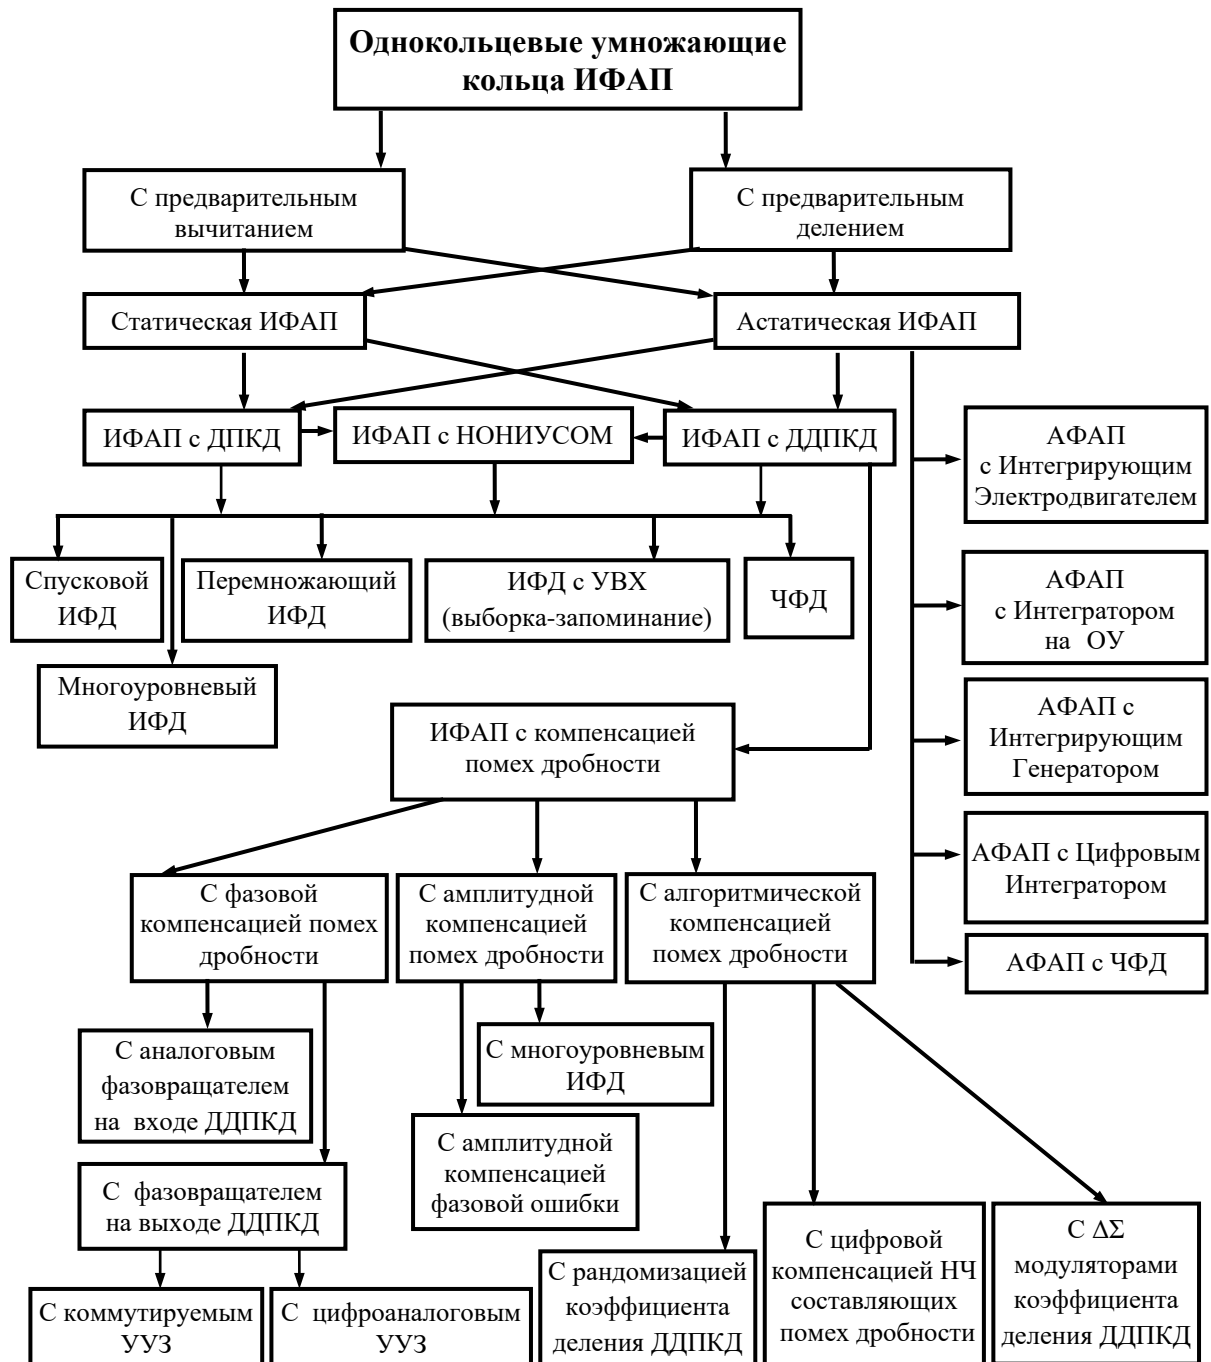 Однокольцевые умножающие
кольца ИФАП
С предварительным
вычитанием
С предварительным
делением
Статическая ИФАП
Астатическая ИФАП
ИФАП с ДПКД
ИФАП с НОНИУСОМ
ИФАП с ДДПКД
АФАП
с Интегрирующим
Электродвигателем
Спусковой
ИФД
Перемножающий
ИФД
ИФД с УВХ
(выборка-запоминание)
ЧФД
АФАП
с Интегратором
на ОУ
Многоуровневый
ИФД
ИФАП с компенсацией
помех дробности
АФАП с
Интегрирующим
Генератором
АФАП с Цифровым
Интегратором
С фазовой
компенсацией помех
дробности
С амплитудной
компенсацией
помех дробности
С алгоритмической
компенсацией
помех дробности
АФАП с ЧФД
С аналоговым
фазовращателем
на входе ДДПКД
С многоуровневым
ИФД
С амплитудной
компенсацией
фазовой ошибки
С фазовращателем
на выходе ДДПКД
С коммутируемым
УУЗ
С цифроаналоговым
УУЗ
С рандомизацией
коэффициента
деления ДДПКД
С цифровой
компенсацией НЧ
составляющих
помех дробности
С ΔΣ
модуляторами
коэффициента
деления ДДПКД